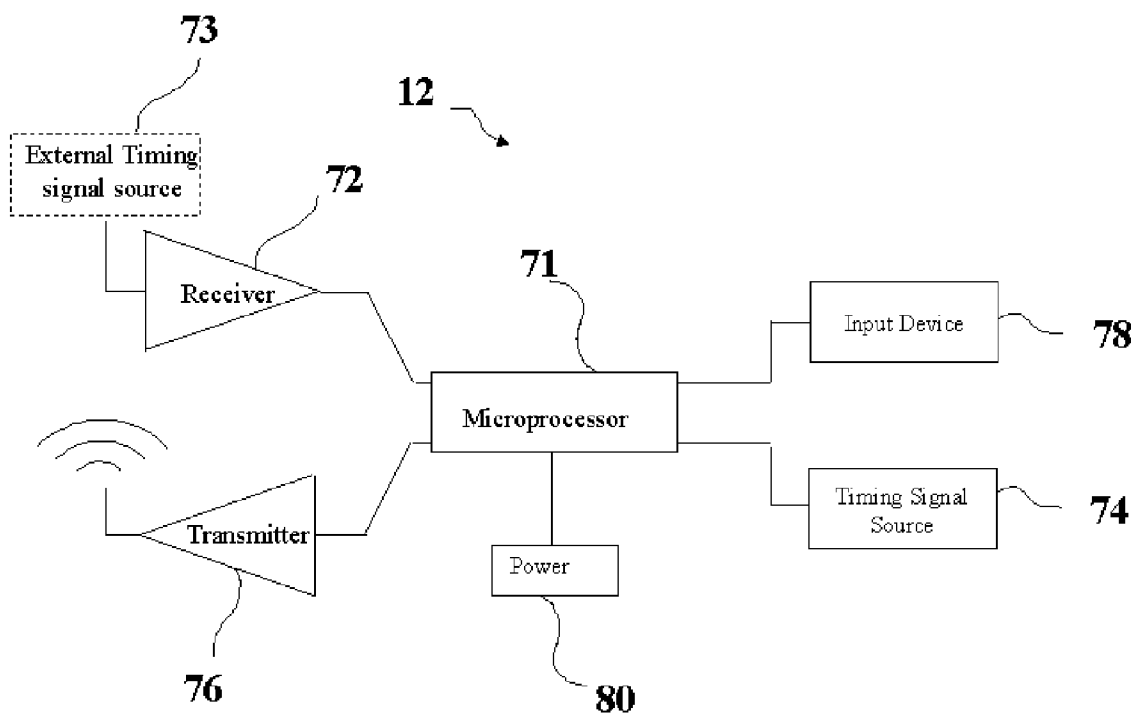 73
12
External Timing
signal source
72
Receiver
71
Input Device
78
Microprocessor
Transmitter
Timing Signal
Source
74
Power
76
80